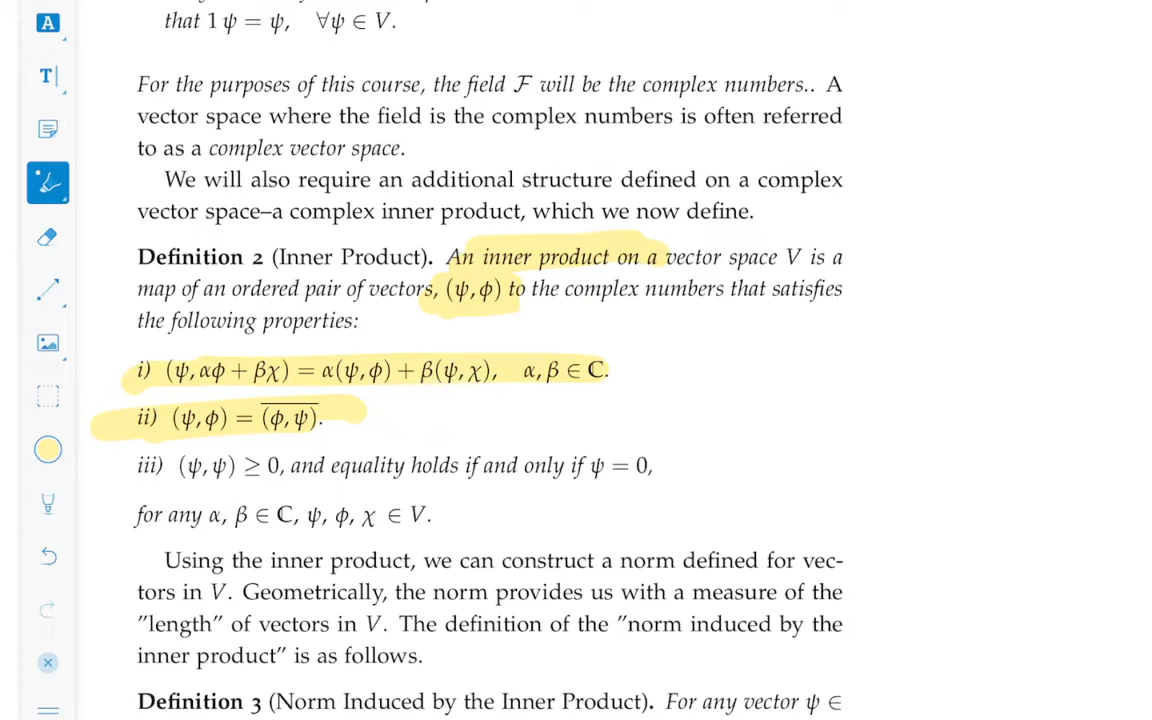 that 1 ψ = ψ, ∀ψ ∈ V.
For the purposes of this course, the field ℱ will be the complex numbers.. A
vector space where the field is the complex numbers is often referred
to as a complex vector space.
We will also require an additional structure defined on a complex
vector space–a complex inner product, which we now define.
Definition 2 (Inner Product). An inner product on a vector space V is a
map of an ordered pair of vectors, (ψ, ϕ) to the complex numbers that satisfies
the following properties:
i) (ψ, αϕ + βχ) = α(ψ, ϕ) + β(ψ, χ), α, β ∈ ℂ.
ii) (ψ, ϕ) = \overline{(ϕ, ψ)}.
iii) (ψ, ψ) ≥ 0, and equality holds if and only if ψ = 0,
for any α, β ∈ ℂ, ψ, ϕ, χ ∈ V.
Using the inner product, we can construct a norm defined for vec-
tors in V. Geometrically, the norm provides us with a measure of the
"length" of vectors in V. The definition of the "norm induced by the
inner product" is as follows.
Definition 3 (Norm Induced by the Inner Product). For any vector ψ ∈